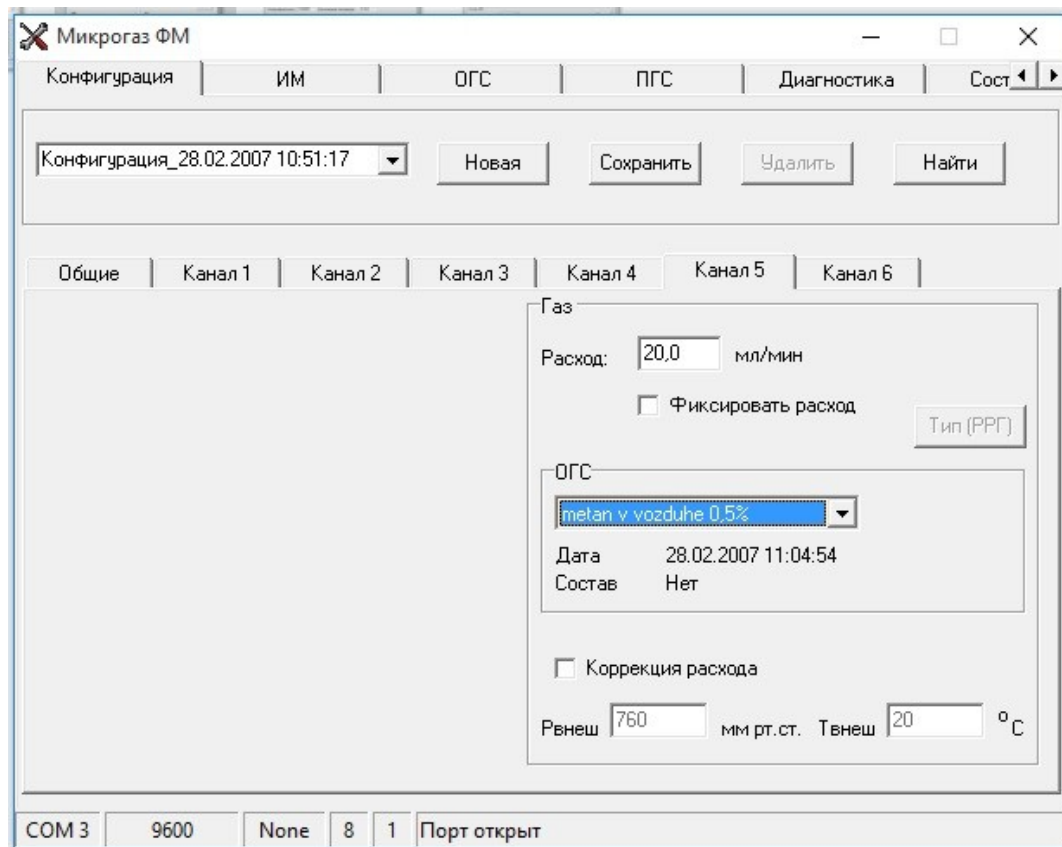 Микрогаз ФМ
Конфигурация ИМ ОГС ПГС Диагностика Сост
Конфигурация_28.02.2007 10:51:17 Новая Сохранить Удалить Найти
Общие Канал 1 Канал 2 Канал 3 Канал 4 Канал 5 Канал 6
Газ
Расход: 20,0 мл/мин
Фиксировать расход
Тип (РРГ)
ОГС
metan v vozduhe 0,5%
Дата 28.02.2007 11:04:54
Состав Нет
Коррекция расхода
Рвнеш 760 мм рт.ст. Твнеш 20 °C
COM 3 9600 None 8 1 Порт открыт